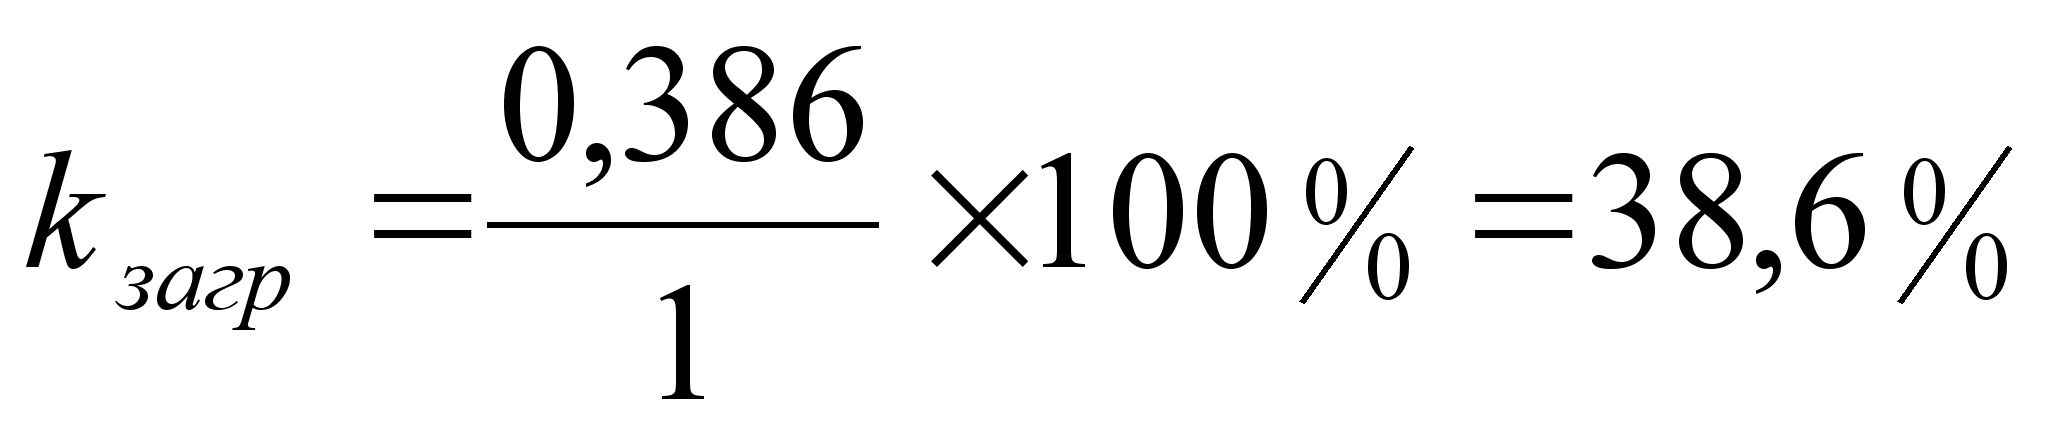 k загр = 0,386 / 1 × 100 % = 38,6 %